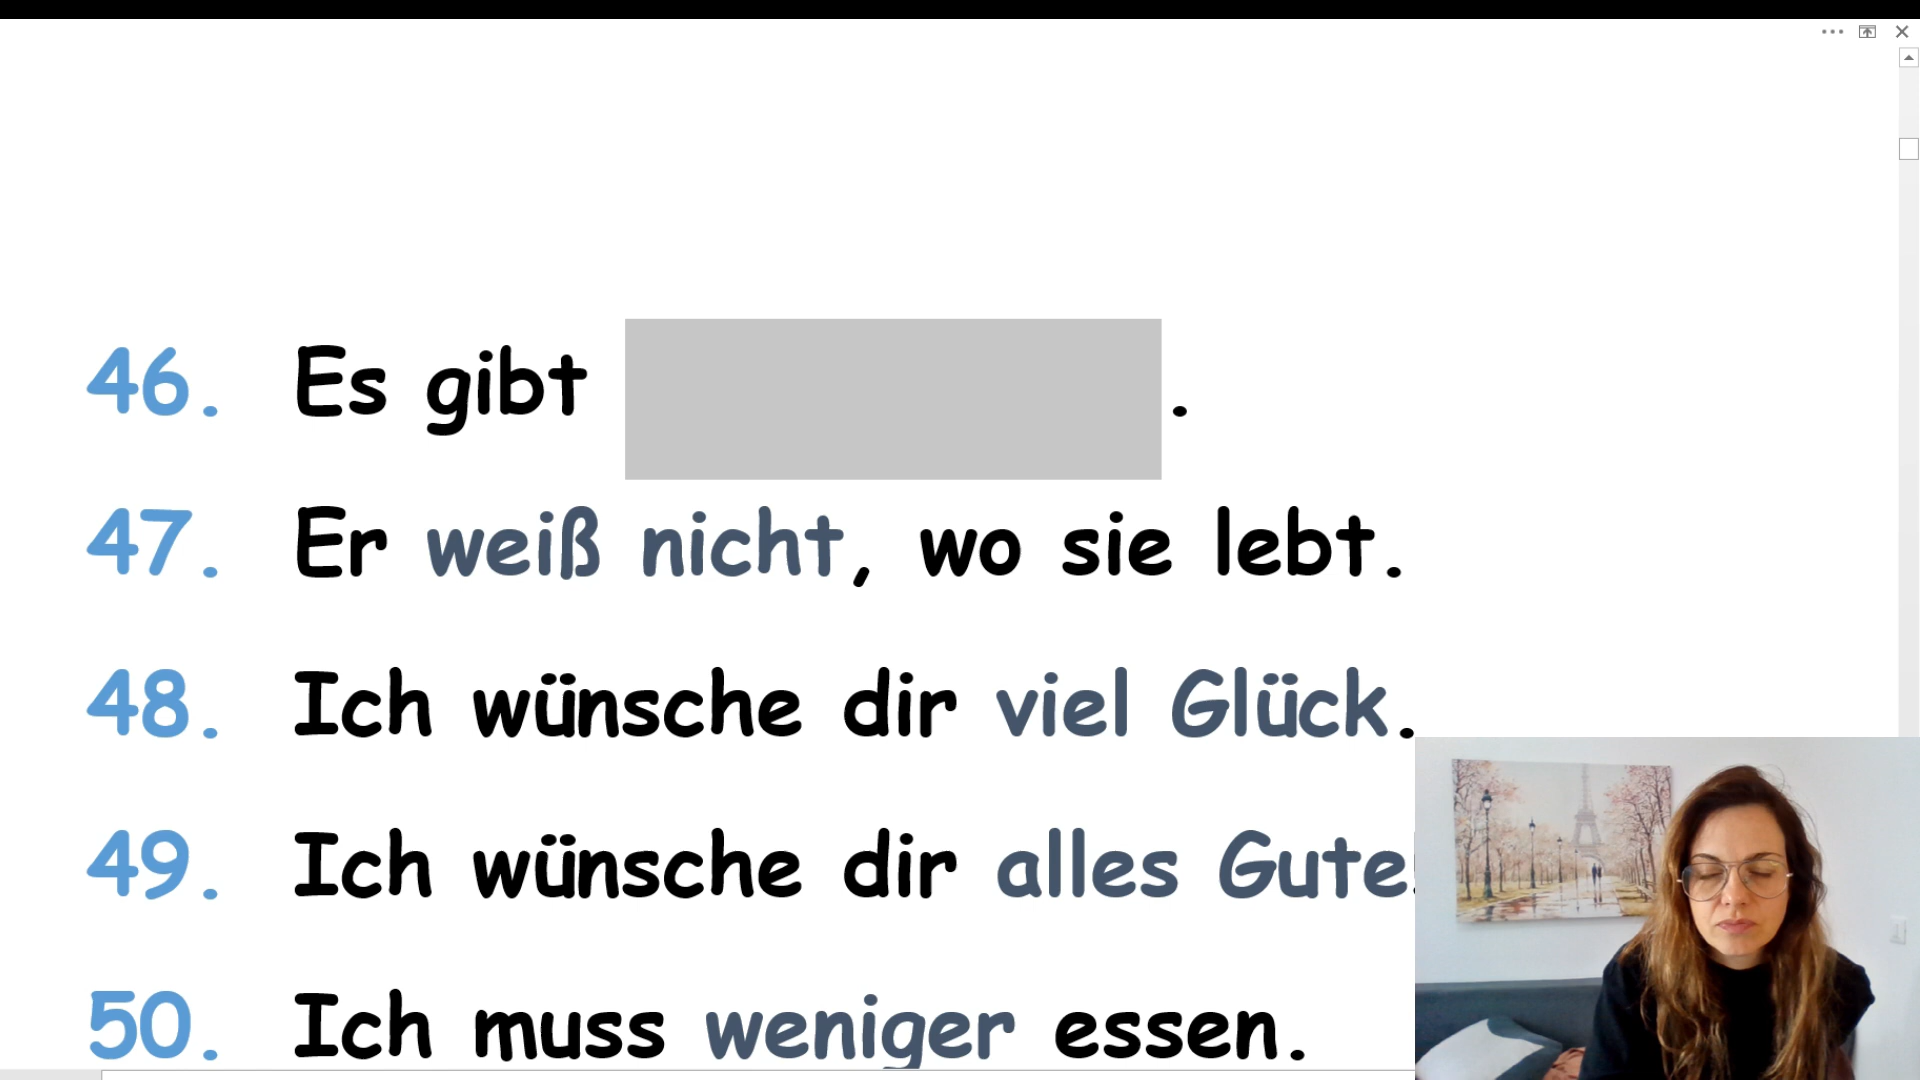 46. Es gibt .
47. Er weiß nicht, wo sie lebt.
48. Ich wünsche dir viel Glück.
49. Ich wünsche dir alles Gute!
50. Ich muss weniger essen.